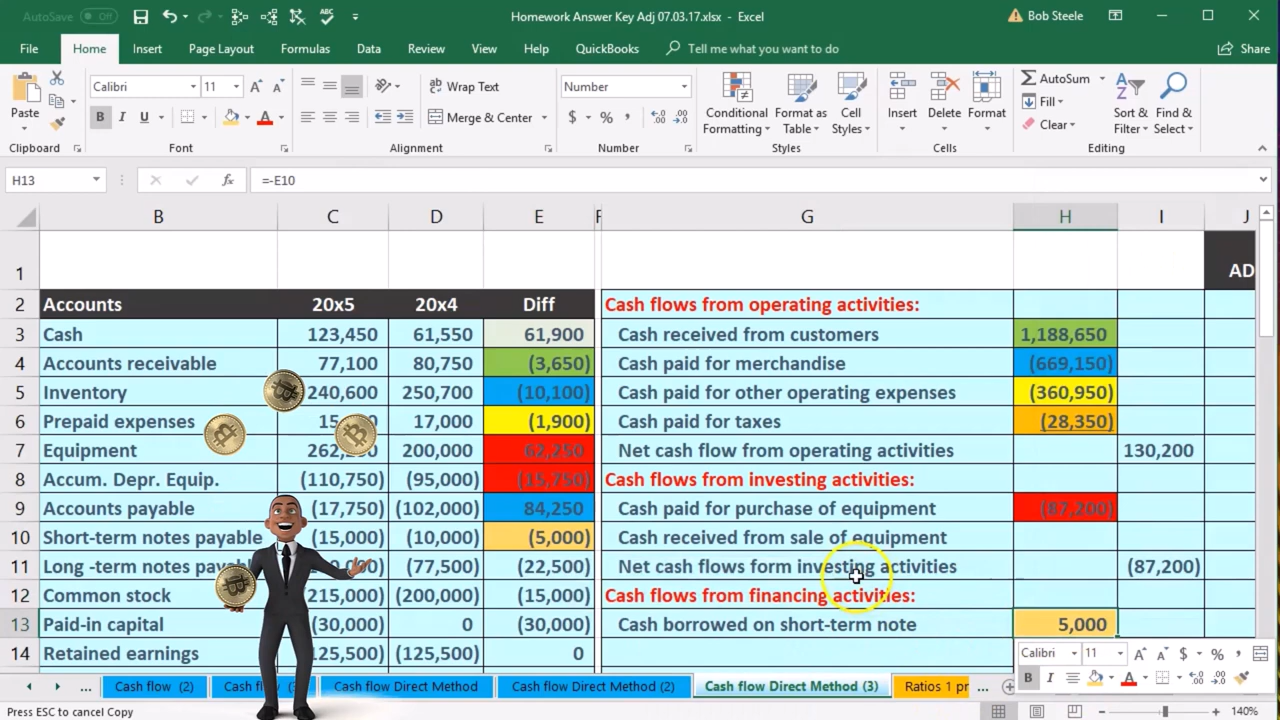 AutoSave Off Homework Answer Key Adj 07.03.17.xlsx - Excel Bob Steele
File Home Insert Page Layout Formulas Data Review View Help QuickBooks Tell me what you want to do Share
Calibri 11 Wrap Text Number AutoSum
Paste B I U Merge & Center $ % Conditional Formatting Format as Table Cell Styles Insert Delete Format Fill Clear Sort & Filter Find & Select
Clipboard Font Alignment Number Styles Cells Editing
H13 fx =-E10
B C D E F G H I J
1 AD
2 Accounts 20x5 20x4 Diff Cash flows from operating activities:
3 Cash 123,450 61,550 61,900 Cash received from customers 1,188,650
4 Accounts receivable 77,100 80,750 (3,650) Cash paid for merchandise (669,150)
5 Inventory 240,600 250,700 (10,100) Cash paid for other operating expenses (360,950)
6 Prepaid expenses 17,000 (1,900) Cash paid for taxes (28,350)
7 Equipment 200,000 62,250 Net cash flow from operating activities 130,200
8 Accum. Depr. Equip. (110,750) (95,000) (15,750) Cash flows from investing activities:
9 Accounts payable (17,750) (102,000) 84,250 Cash paid for purchase of equipment (87,200)
10 Short-term notes payable (15,000) (10,000) (5,000) Cash received from sale of equipment
11 Long -term notes (77,500) (22,500) Net cash flows form investing activities (87,200)
12 Common stock (215,000) (200,000) (15,000) Cash flows from financing activities:
13 Paid-in capital (30,000) 0 (30,000) Cash borrowed on short-term note 5,000
14 Retained earnings (125,500) 0
Calibri 11 $ %
B I
... Cash flow (2) Cash flow Direct Method Cash flow Direct Method (2) Cash flow Direct Method (3) Ratios 1 pr ...
Press ESC to cancel Copy 140%